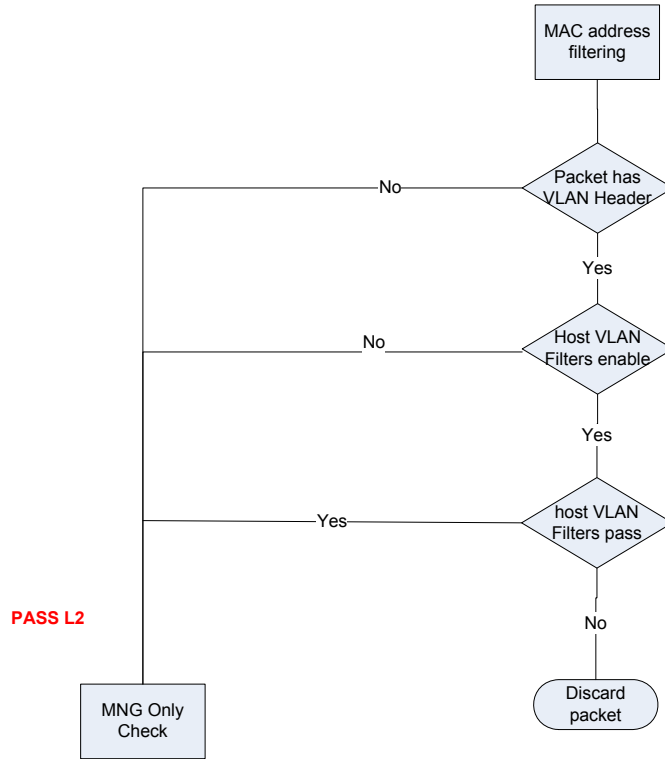 MAC address
filtering
Packet has
VLAN Header
No
Yes
Host VLAN
Filters enable
No
Yes
host VLAN
Filters pass
Yes
No
PASS L2
MNG Only
Check
Discard
packet